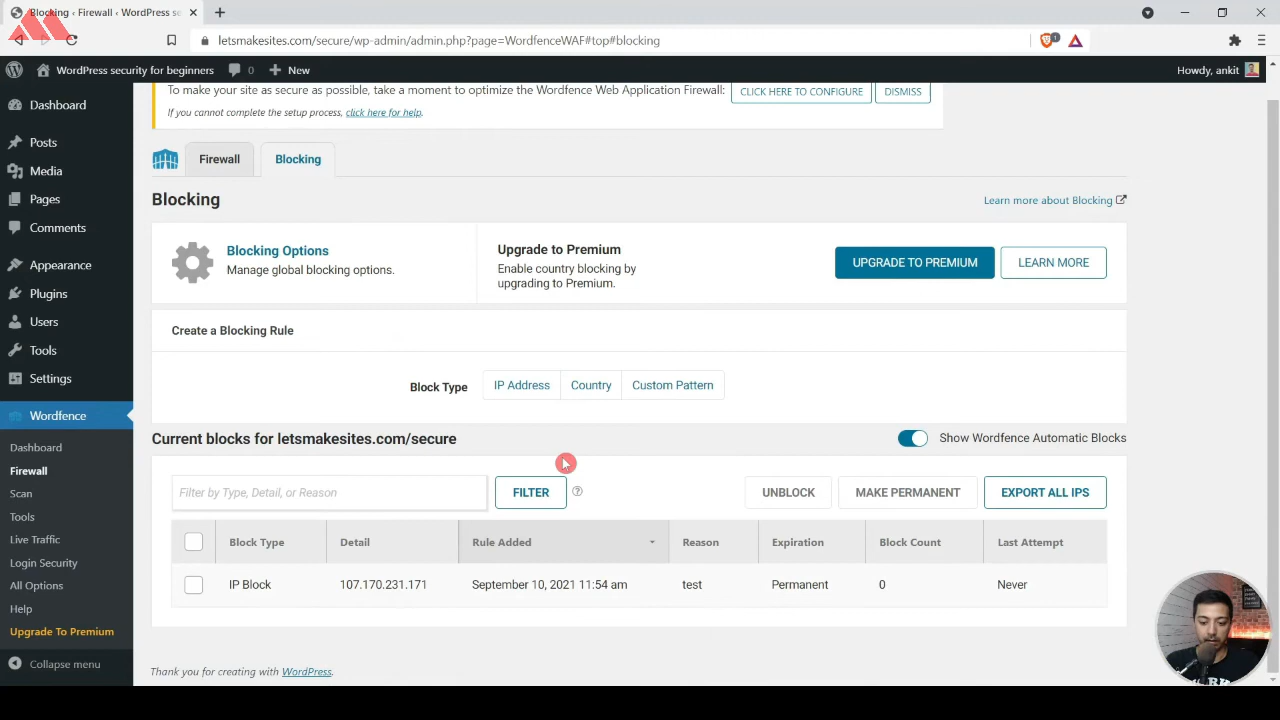 Blocking ‹ Firewall ‹ WordPress se
letsmakesites.com/secure/wp-admin/admin.php?page=WordfenceWAF#top#blocking
1
WordPress security for beginners
0
New
Howdy, ankit
Dashboard
Posts
Media
Pages
Comments
Appearance
Plugins
Users
Tools
Settings
Wordfence
Dashboard
Firewall
Scan
Tools
Live Traffic
Login Security
All Options
Help
Upgrade To Premium
Collapse menu
To make your site as secure as possible, take a moment to optimize the Wordfence Web Application Firewall:
CLICK HERE TO CONFIGURE
DISMISS
If you cannot complete the setup process, click here for help.
Firewall
Blocking
Blocking
Learn more about Blocking
Blocking Options
Manage global blocking options.
Upgrade to Premium
Enable country blocking by
upgrading to Premium.
UPGRADE TO PREMIUM
LEARN MORE
Create a Blocking Rule
Block Type
IP Address
Country
Custom Pattern
Current blocks for letsmakesites.com/secure
Show Wordfence Automatic Blocks
Filter by Type, Detail, or Reason
FILTER
?
UNBLOCK
MAKE PERMANENT
EXPORT ALL IPS
Block Type
Detail
Rule Added
Reason
Expiration
Block Count
Last Attempt
IP Block
107.170.231.171
September 10, 2021 11:54 am
test
Permanent
0
Never
Thank you for creating with WordPress.